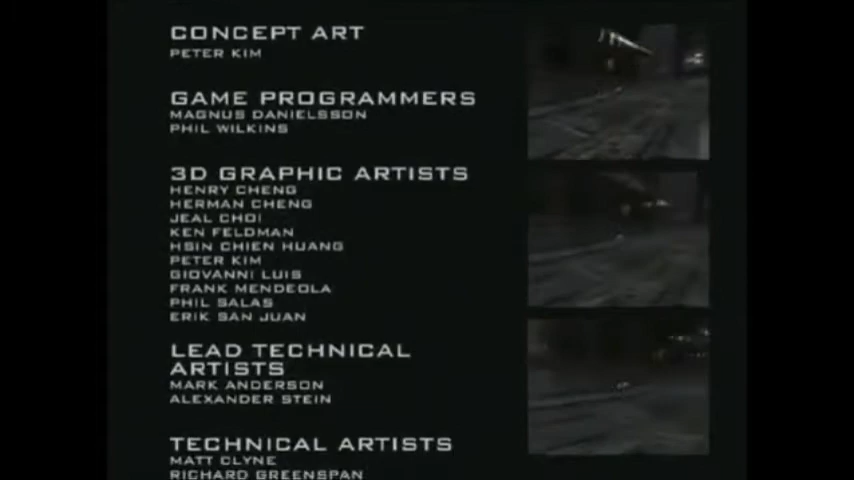 CONCEPT ART
PETER KIM
GAME PROGRAMMERS
MAGNUS DANIELSSON
PHIL WILKINS
3D GRAPHIC ARTISTS
HENRY CHENG
HERMAN CHENG
JEAL CHOI
KEN FELDMAN
HSIN CHIEN HUANG
PETER KIM
GIOVANNI LUIS
FRANK MENDEOLA
PHIL SALAS
ERIK SAN JUAN
LEAD TECHNICAL
ARTISTS
MARK ANDERSON
ALEXANDER STEIN
TECHNICAL ARTISTS
MATT CLYNE
RICHARD GREENSPAN